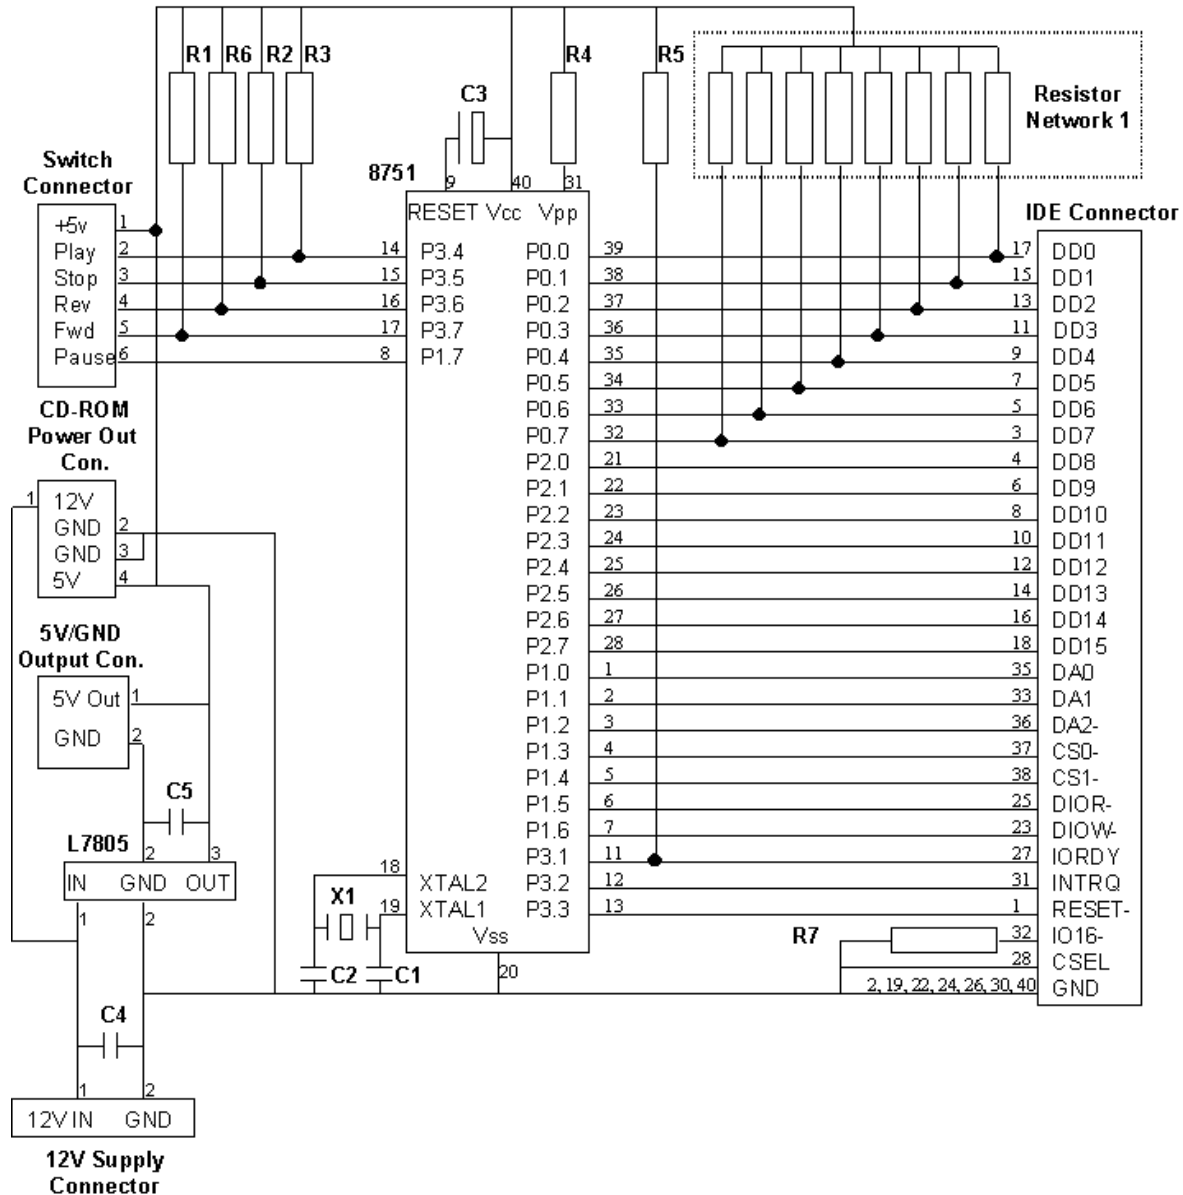 R1 R6 R2 R3 R4 R5
C3
Resistor
Network 1
Switch
Connector
8751
9 40 31
RESET Vcc Vpp
IDE Connector
+5v 1
Play 2 14 P3.4 P0.0 39 17 DD0
Stop 3 15 P3.5 P0.1 38 15 DD1
Rev 4 16 P3.6 P0.2 37 13 DD2
Fwd 5 17 P3.7 P0.3 36 11 DD3
Pause 6 8 P1.7 P0.4 35 9 DD4
P0.5 34 7 DD5
P0.6 33 5 DD6
P0.7 32 3 DD7
P2.0 21 4 DD8
P2.1 22 6 DD9
P2.2 23 8 DD10
P2.3 24 10 DD11
P2.4 25 12 DD12
P2.5 26 14 DD13
P2.6 27 16 DD14
P2.7 28 18 DD15
P1.0 1 35 DA0
P1.1 2 33 DA1
P1.2 3 36 DA2-
P1.3 4 37 CS0-
P1.4 5 38 CS1-
P1.5 6 25 DIOR-
P1.6 7 23 DIOW-
P3.1 11 27 IORDY
18 XTAL2 P3.2 12 31 INTRQ
19 XTAL1 P3.3 13 1 RESET-
Vss
20
R7 32 IO16-
28 CSEL
2, 19, 22, 24, 26, 30, 40 GND
X1
C2 C1
CD-ROM
Power Out
Con.
1 12V
GND 2
GND 3
5V 4
5V/GND
Output Con.
5V Out 1
GND 2
C5
L7805
2 3
IN GND OUT
1 2
C4
1 2
12V IN GND
12V Supply
Connector